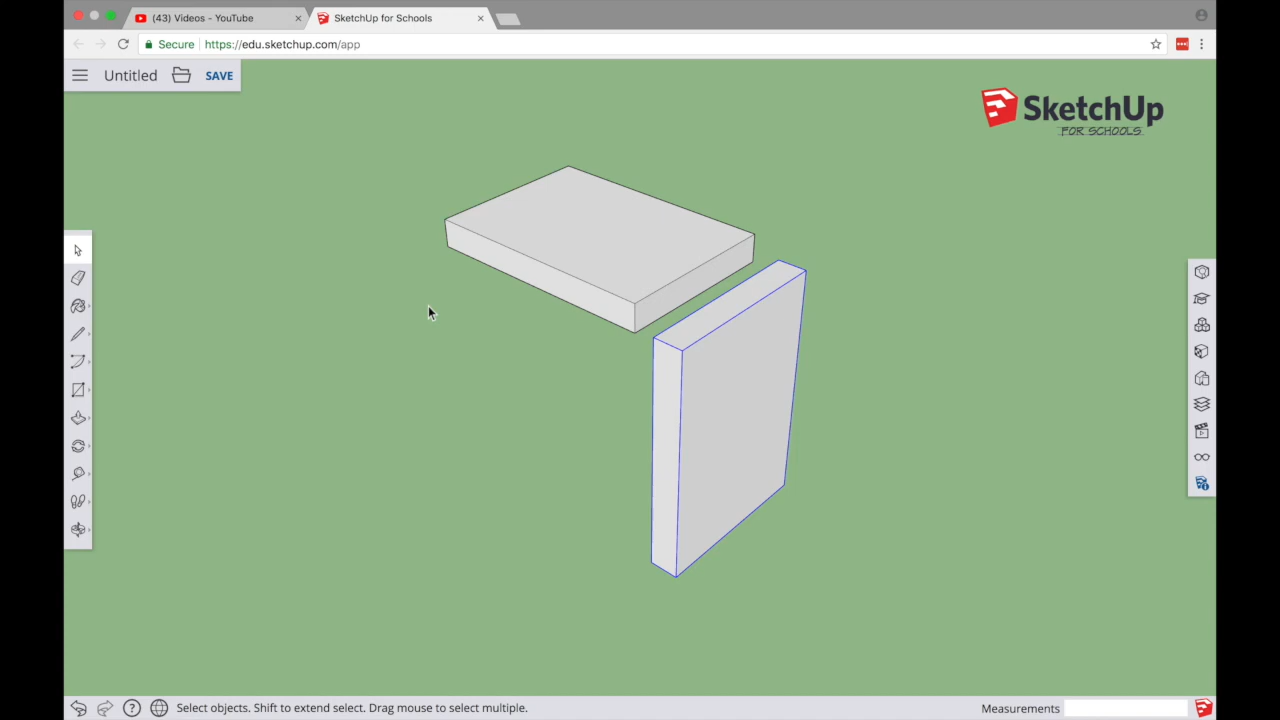 (43) Videos - YouTube
SketchUp for Schools
Secure
https://edu.sketchup.com/app
Untitled
SAVE
SketchUp
FOR SCHOOLS
Select objects. Shift to extend select. Drag mouse to select multiple.
Measurements